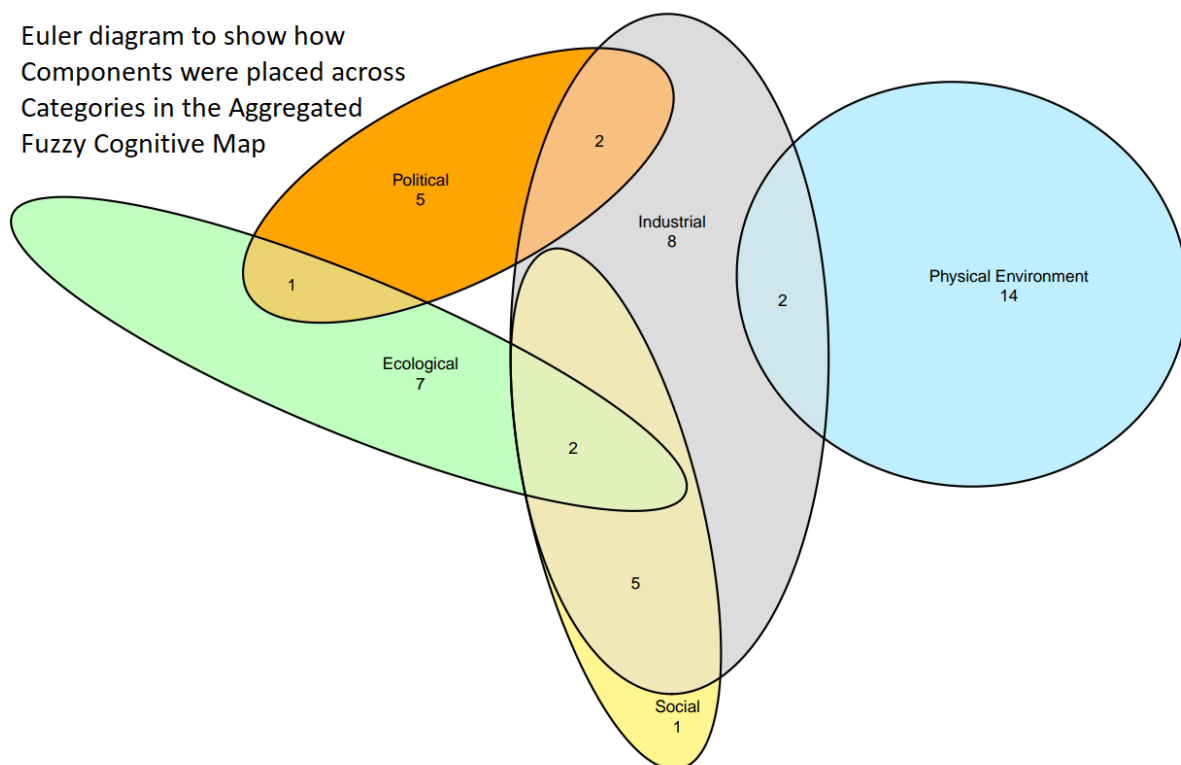 Euler diagram to show how
Components were placed across
Categories in the Aggregated
Fuzzy Cognitive Map
2
Political
5
Industrial
8
Physical Environment
14
1
2
Ecological
7
2
5
Social
1